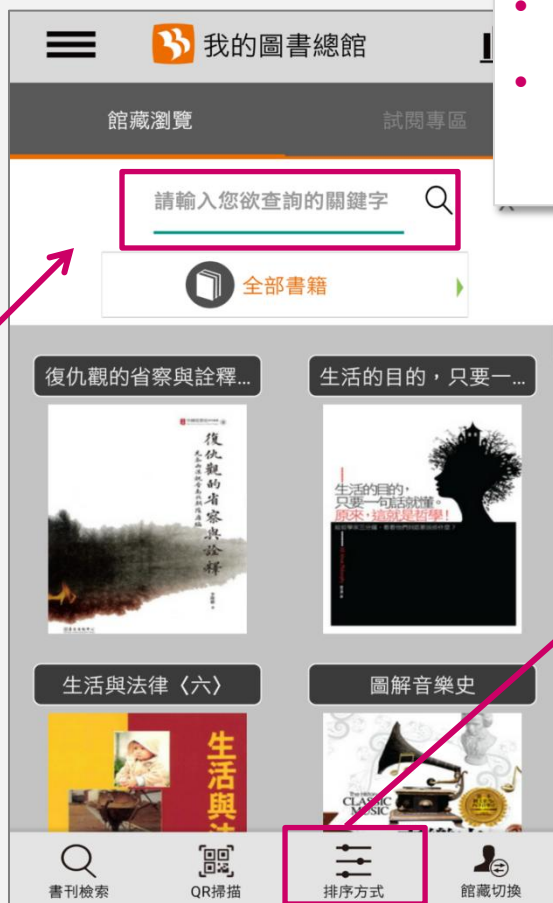 我的圖書總館
館藏瀏覽
試閱專區
請輸入您欲查詢的關鍵字
全部書籍
復仇觀的省察與詮釋...
生活的目的,只要一...
復仇觀的省察與詮釋
生活的目的,
只要一句話就懂。
原來,這就是哲學!
生活與法律〈六〉
圖解音樂史
生活與
The History
CLASSIC
MUSIC
書刊檢索
QR掃描
排序方式
館藏切換